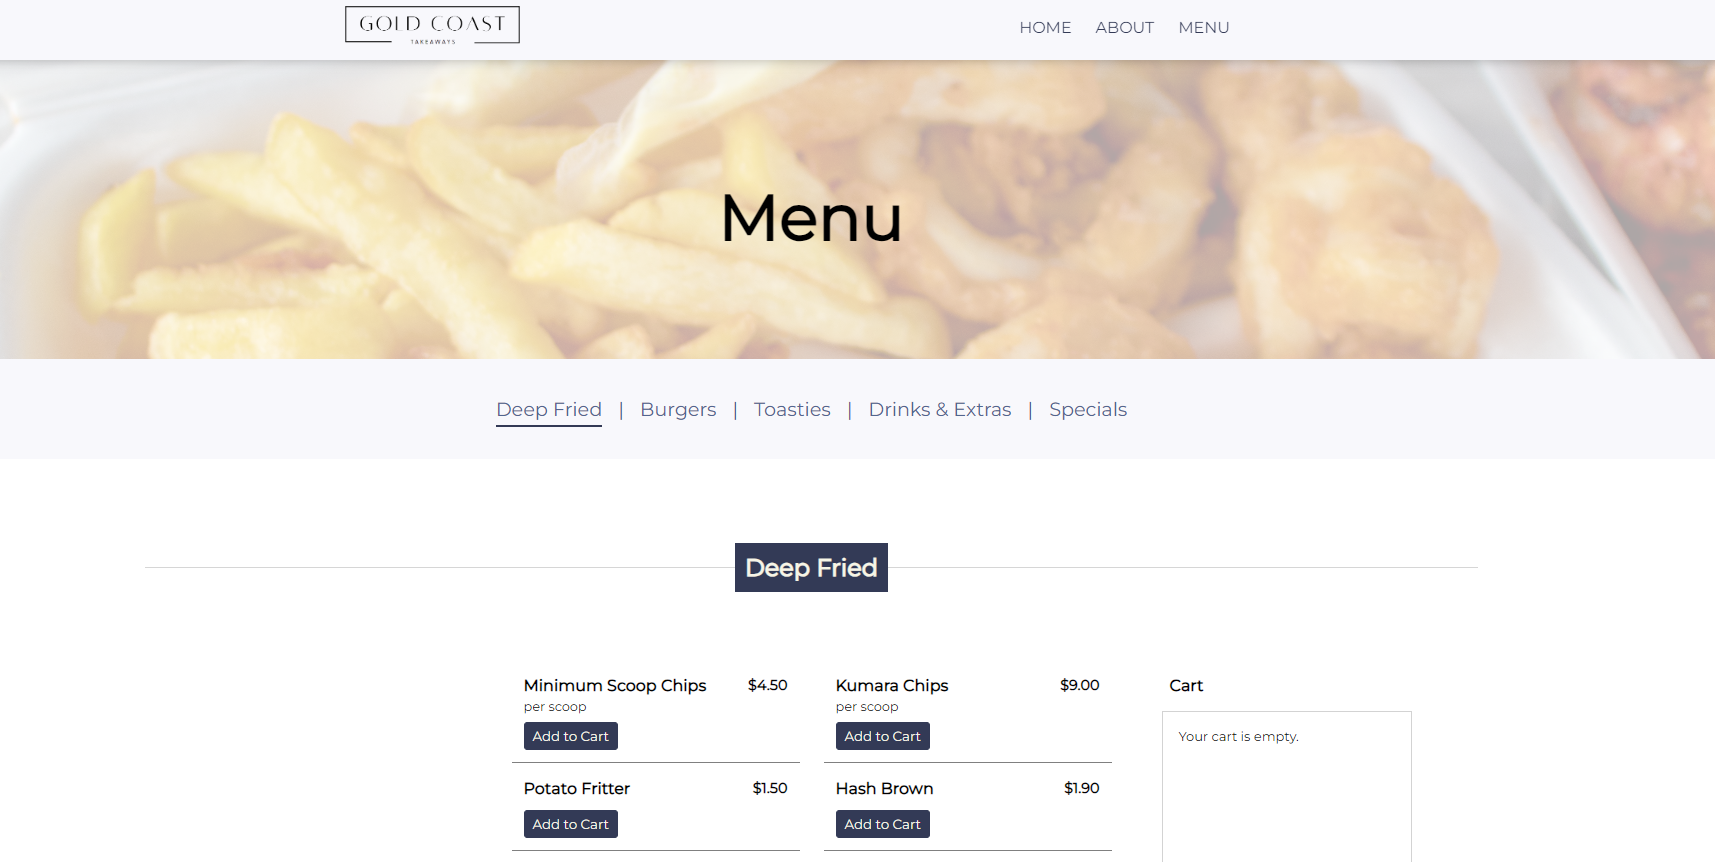 GOLD COAST
TAKEAWAYS
HOME ABOUT MENU
Menu
Deep Fried | Burgers | Toasties | Drinks & Extras | Specials
Deep Fried
Minimum Scoop Chips $4.50
per scoop
Add to Cart
Kumara Chips $9.00
per scoop
Add to Cart
Cart
Your cart is empty.
Potato Fritter $1.50
Add to Cart
Hash Brown $1.90
Add to Cart